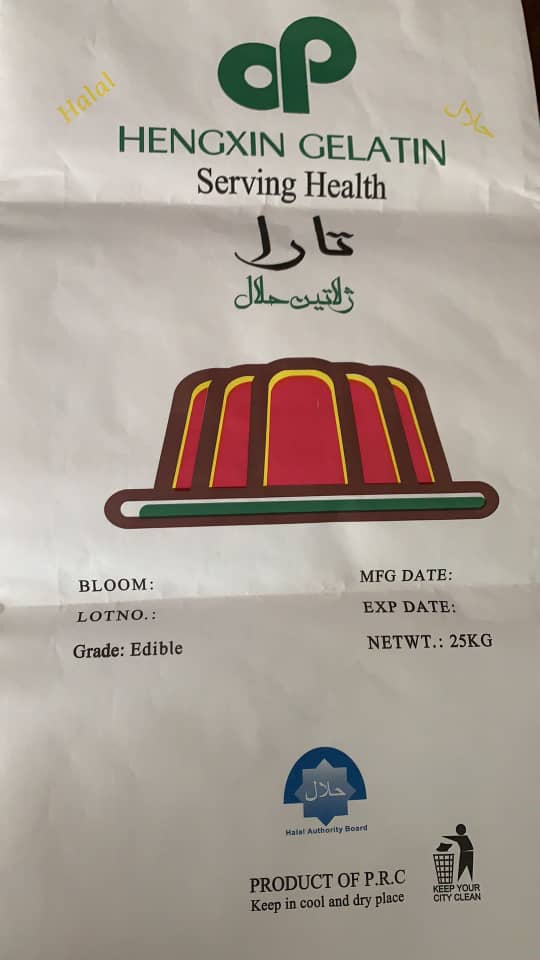 Halal
حلال
HENGXIN GELATIN
Serving Health
تارا
ژلاتین حلال
BLOOM:
MFG DATE:
LOTNO.:
EXP DATE:
Grade: Edible
NETWT.: 25KG
حلال
Halal Authority Board
PRODUCT OF P.R.C
Keep in cool and dry place
KEEP YOUR
CITY CLEAN